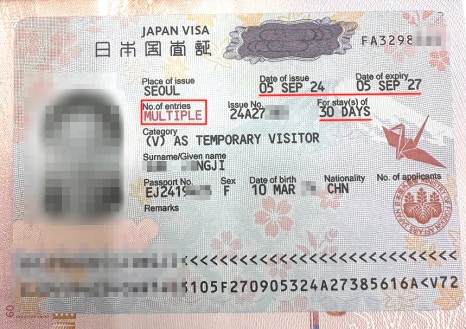 JAPAN VISA
日本国査証
FA3298
Place of issue
SEOUL
Date of issue
05 SEP 24
Date of expiry
05 SEP 27
No. of entries
MULTIPLE
Issue No.
24A27
For stay(s) of
30 DAYS
Category
(V) AS TEMPORARY VISITOR
Surname/Given name
NGJI
Passport No.
EJ2419
Sex
F
Date of birth
10 MAR
Nationality
CHN
No. of applicants
Remarks
<<<<<<<<<<<<<<<<<<<<<
5105F270905324A27385616A<V72